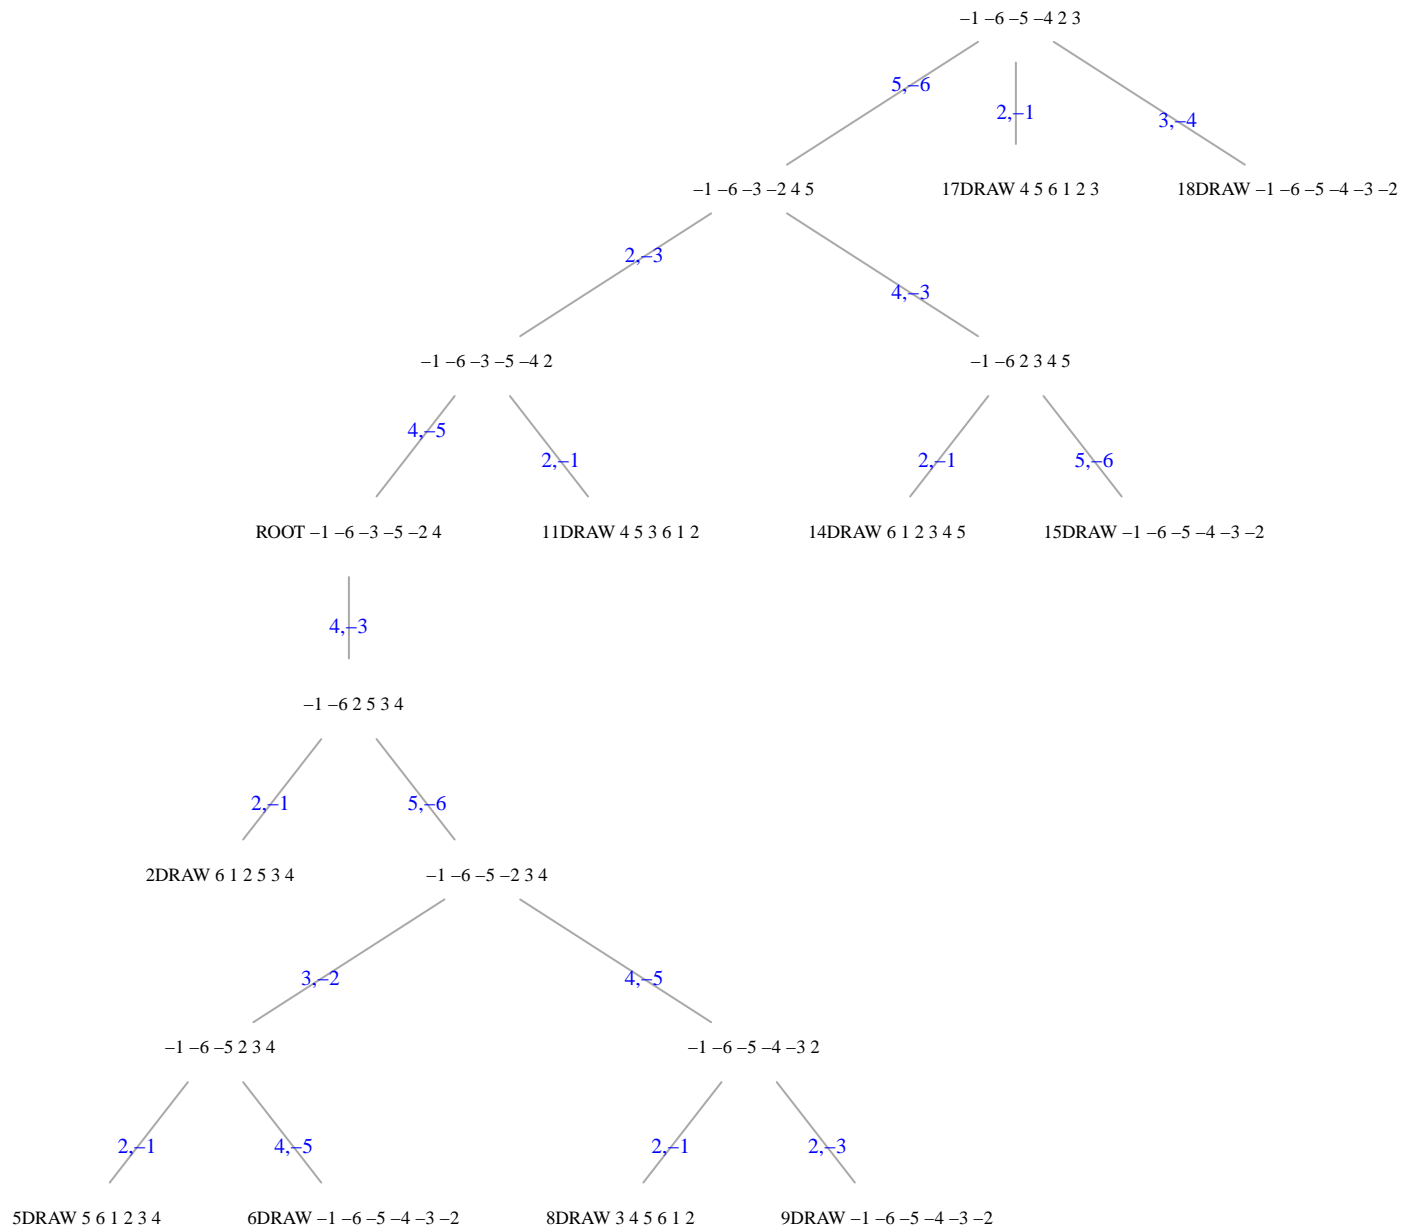 –1 –6 –5 –4 2 3
5,–6
2,–1
3,–4
–1 –6 –3 –2 4 5
17DRAW 4 5 6 1 2 3
18DRAW –1 –6 –5 –4 –3 –2
2,–3
4,–3
–1 –6 –3 –5 –4 2
–1 –6 2 3 4 5
4,–5
2,–1
2,–1
5,–6
ROOT –1 –6 –3 –5 –2 4
11DRAW 4 5 3 6 1 2
14DRAW 6 1 2 3 4 5
15DRAW –1 –6 –5 –4 –3 –2
4,–3
–1 –6 2 5 3 4
2,–1
5,–6
2DRAW 6 1 2 5 3 4
–1 –6 –5 –2 3 4
3,–2
4,–5
–1 –6 –5 2 3 4
–1 –6 –5 –4 –3 2
2,–1
4,–5
2,–1
2,–3
5DRAW 5 6 1 2 3 4
6DRAW –1 –6 –5 –4 –3 –2
8DRAW 3 4 5 6 1 2
9DRAW –1 –6 –5 –4 –3 –2